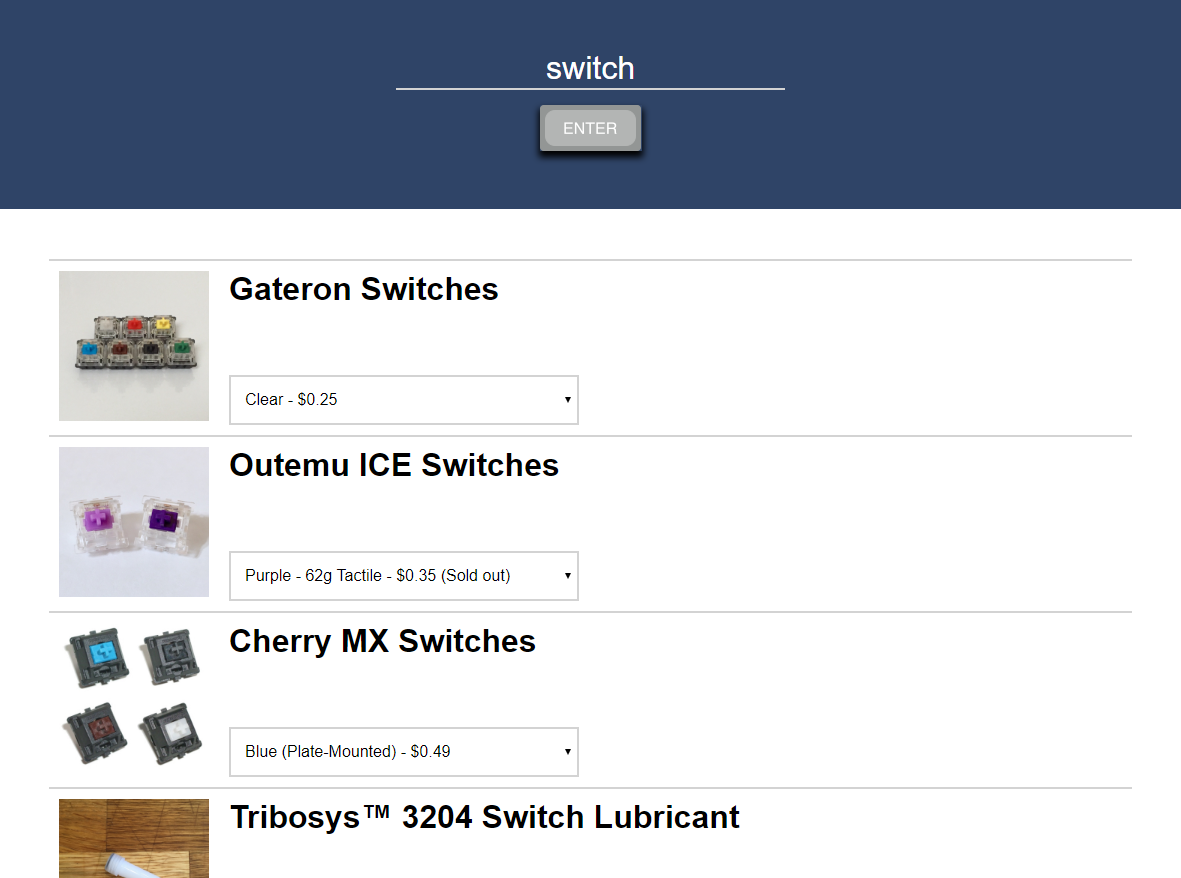 switch
ENTER
Gateron Switches
Clear - $0.25
Outemu ICE Switches
Purple - 62g Tactile - $0.35 (Sold out)
Cherry MX Switches
Blue (Plate-Mounted) - $0.49
Tribosys™ 3204 Switch Lubricant